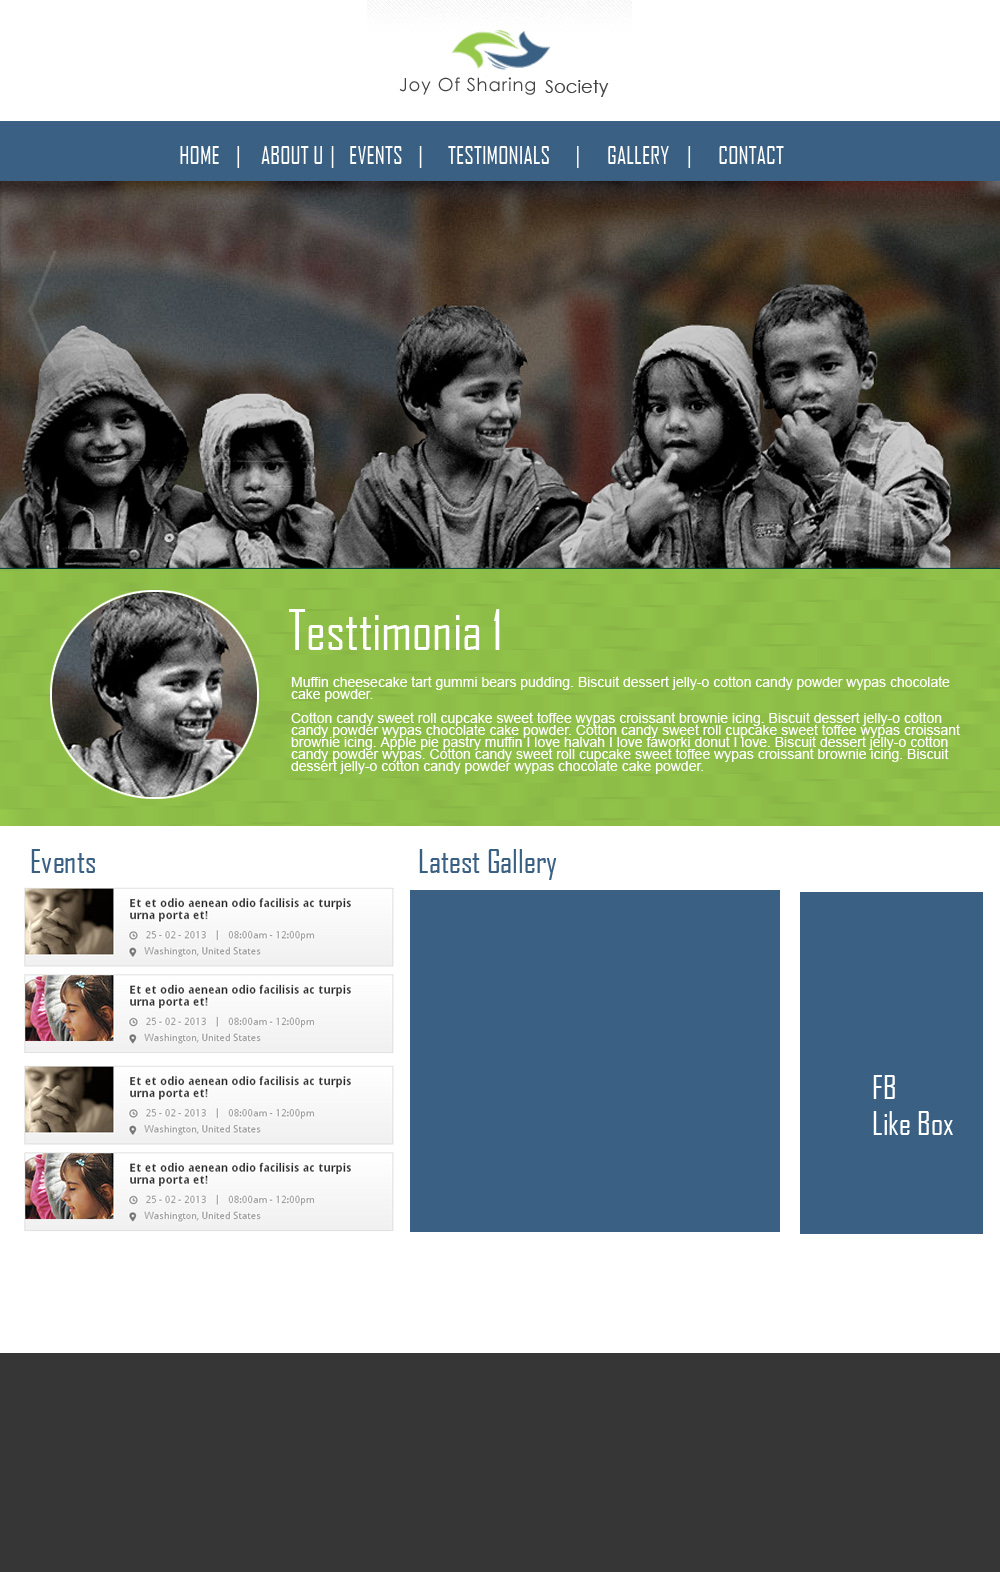 Joy Of Sharing Society
HOME | ABOUT U | EVENTS | TESTIMONIALS | GALLERY | CONTACT
Testtimonia 1
Muffin cheesecake tart gummi bears pudding. Biscuit dessert jelly-o cotton candy powder wypas chocolate
cake powder.
Cotton candy sweet roll cupcake sweet toffee wypas croissant brownie icing. Biscuit dessert jelly-o cotton
candy powder wypas chocolate cake powder. Cotton candy sweet roll cupcake sweet toffee wypas croissant
brownie icing. Apple pie pastry muffin I love halvah I love faworki donut I love. Biscuit dessert jelly-o cotton
candy powder wypas. Cotton candy sweet roll cupcake sweet toffee wypas croissant brownie icing. Biscuit
dessert jelly-o cotton candy powder wypas chocolate cake powder.
Events
Et et odio aenean odio facilisis ac turpis
urna porta et!
25 - 02 - 2013 | 08:00am - 12:00pm
Washington, United States
Et et odio aenean odio facilisis ac turpis
urna porta et!
25 - 02 - 2013 | 08:00am - 12:00pm
Washington, United States
Et et odio aenean odio facilisis ac turpis
urna porta et!
25 - 02 - 2013 | 08:00am - 12:00pm
Washington, United States
Et et odio aenean odio facilisis ac turpis
urna porta et!
25 - 02 - 2013 | 08:00am - 12:00pm
Washington, United States
Latest Gallery
FB
Like Box